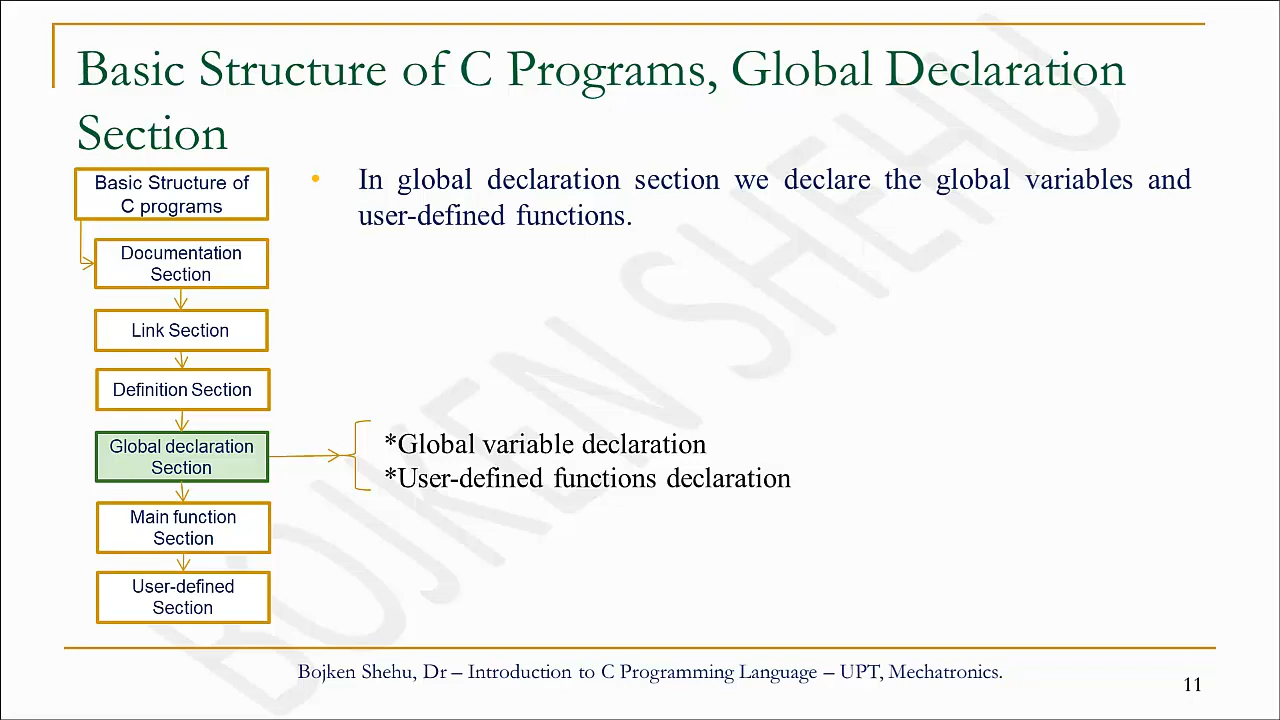 Basic Structure of C Programs, Global Declaration
Section
Basic Structure of
C programs
Documentation
Section
Link Section
Definition Section
Global declaration
Section
Main function
Section
User-defined
Section
• In global declaration section we declare the global variables and
user-defined functions.
*Global variable declaration
*User-defined functions declaration
BOJKEN SHEHU
Bojken Shehu, Dr – Introduction to C Programming Language – UPT, Mechatronics.
11